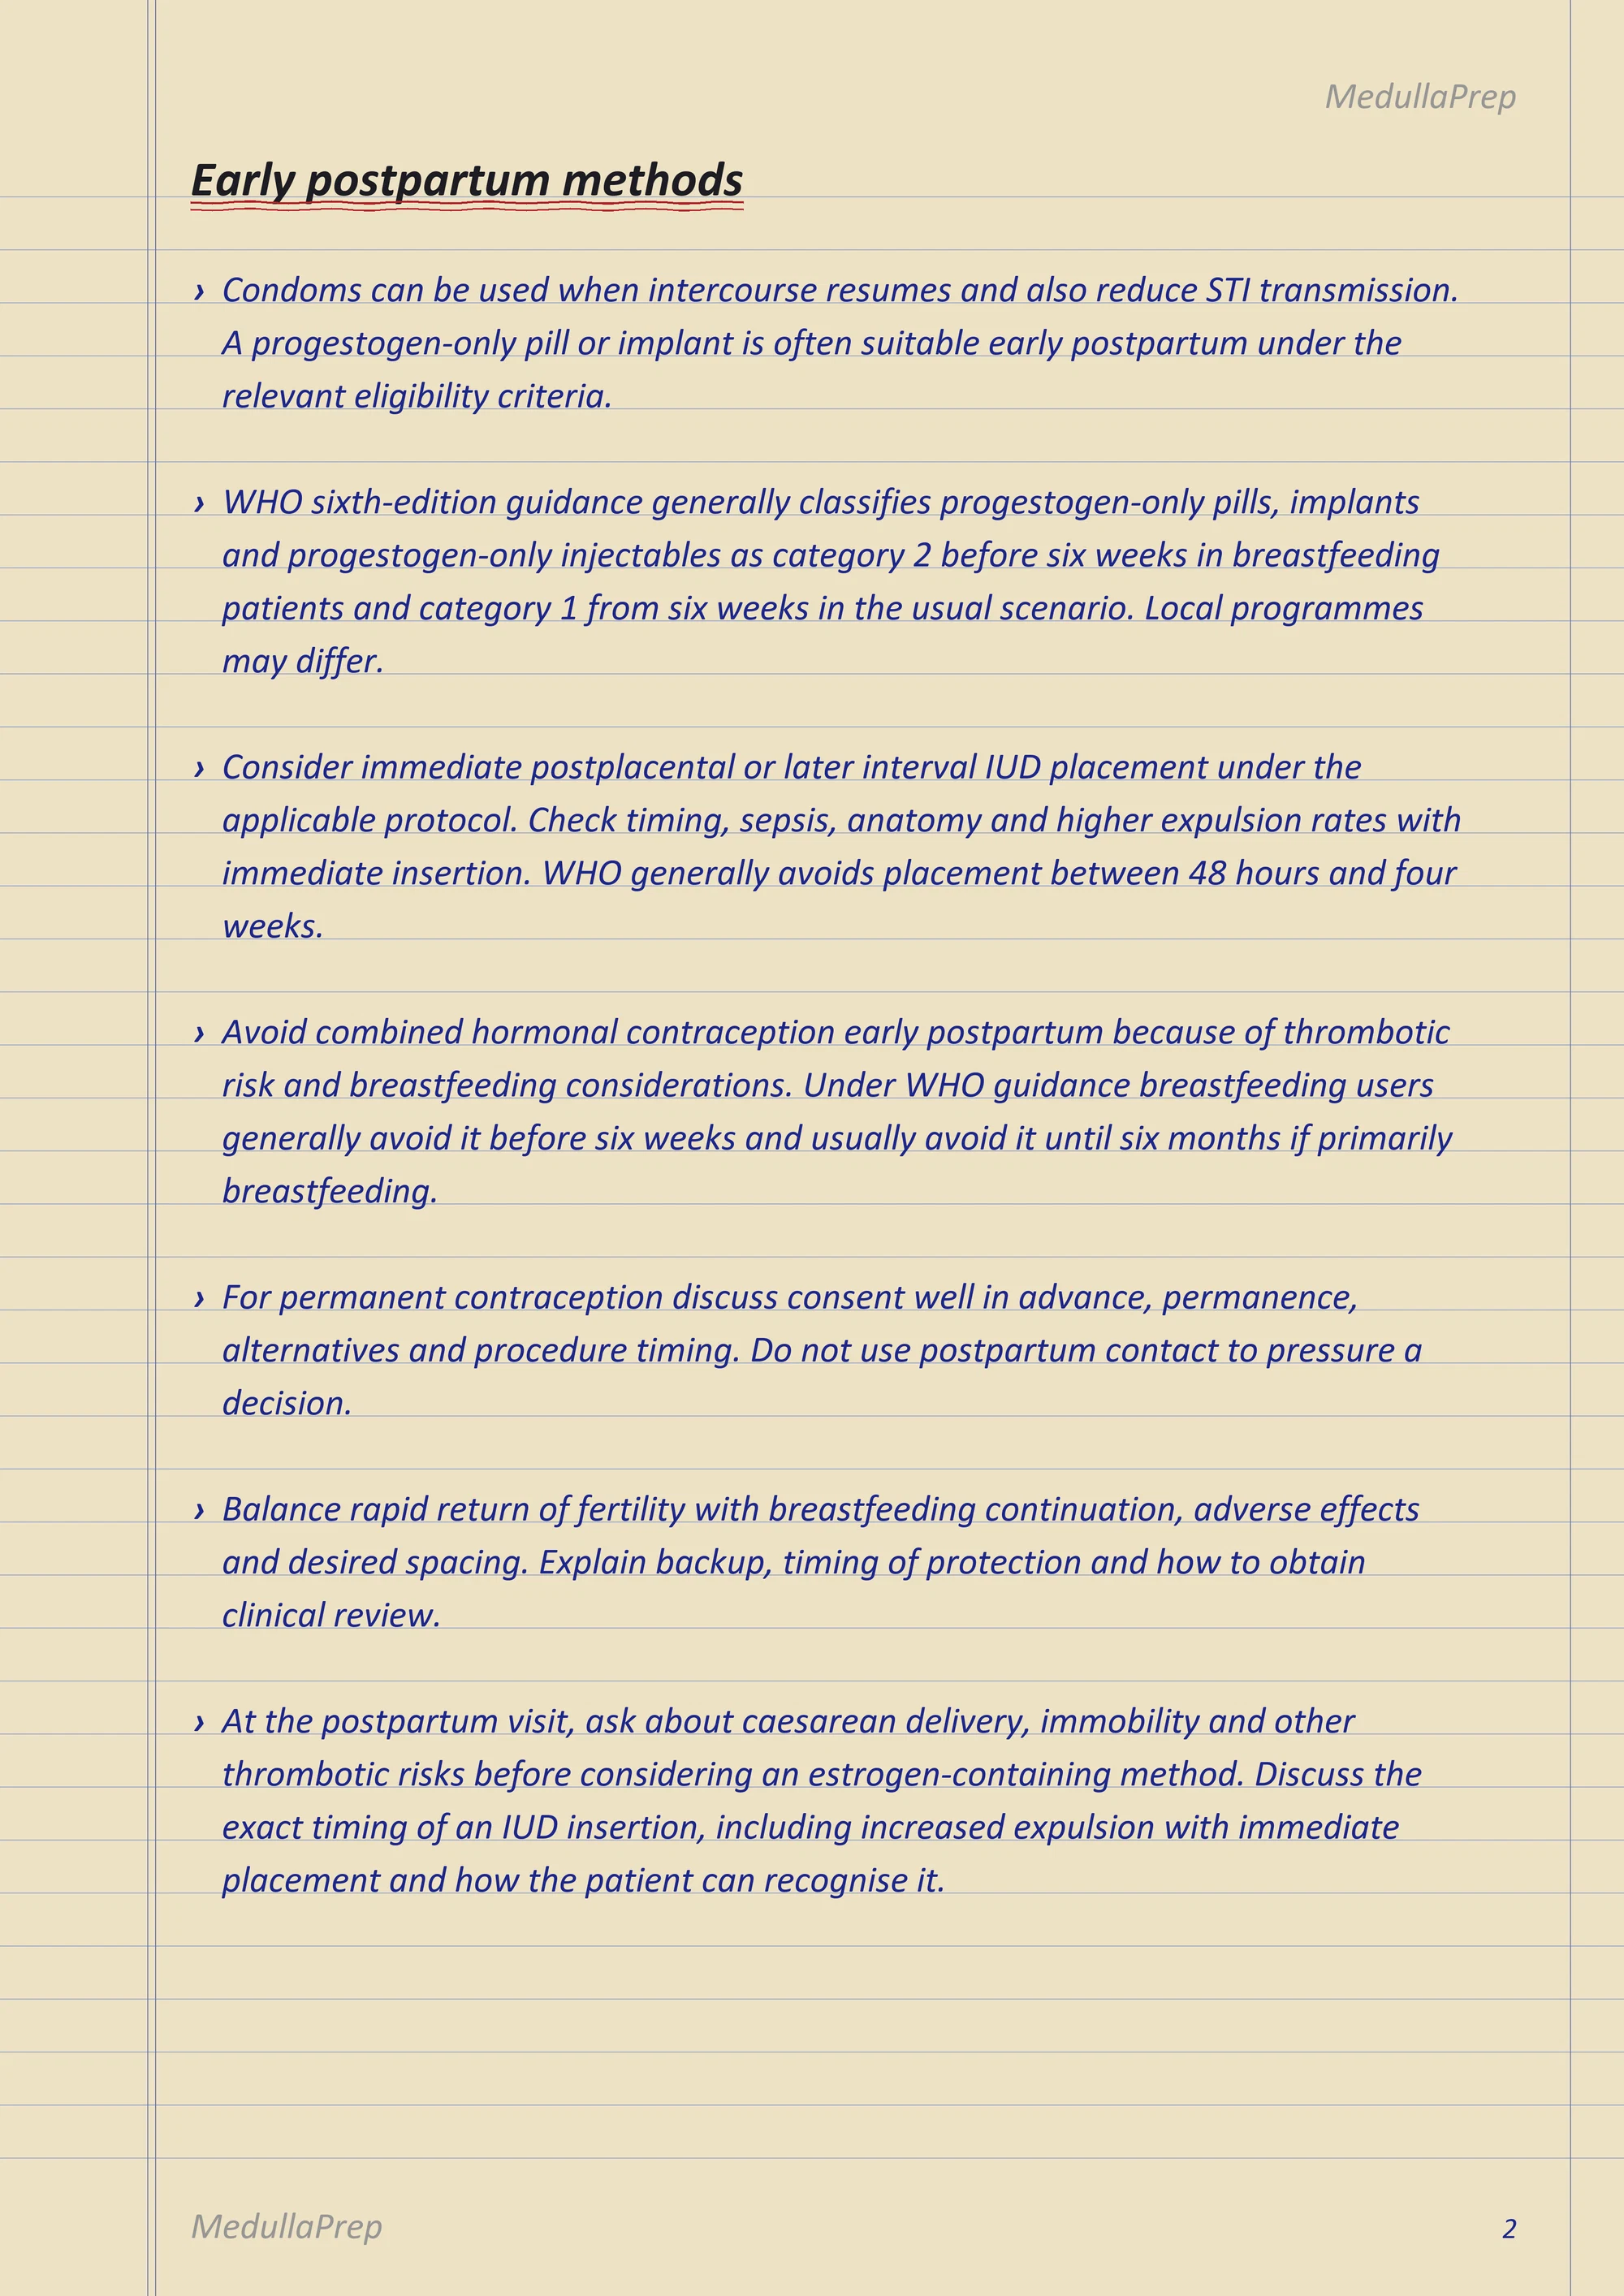 MedullaPrep
Early postpartum methods
› Condoms can be used when intercourse resumes and also reduce STI transmission.
A progestogen-only pill or implant is often suitable early postpartum under the
relevant eligibility criteria.
› WHO sixth-edition guidance generally classifies progestogen-only pills, implants
and progestogen-only injectables as category 2 before six weeks in breastfeeding
patients and category 1 from six weeks in the usual scenario. Local programmes
may differ.
› Consider immediate postplacental or later interval IUD placement under the
applicable protocol. Check timing, sepsis, anatomy and higher expulsion rates with
immediate insertion. WHO generally avoids placement between 48 hours and four
weeks.
› Avoid combined hormonal contraception early postpartum because of thrombotic
risk and breastfeeding considerations. Under WHO guidance breastfeeding users
generally avoid it before six weeks and usually avoid it until six months if primarily
breastfeeding.
› For permanent contraception discuss consent well in advance, permanence,
alternatives and procedure timing. Do not use postpartum contact to pressure a
decision.
› Balance rapid return of fertility with breastfeeding continuation, adverse effects
and desired spacing. Explain backup, timing of protection and how to obtain
clinical review.
› At the postpartum visit, ask about caesarean delivery, immobility and other
thrombotic risks before considering an estrogen-containing method. Discuss the
exact timing of an IUD insertion, including increased expulsion with immediate
placement and how the patient can recognise it.
MedullaPrep
2